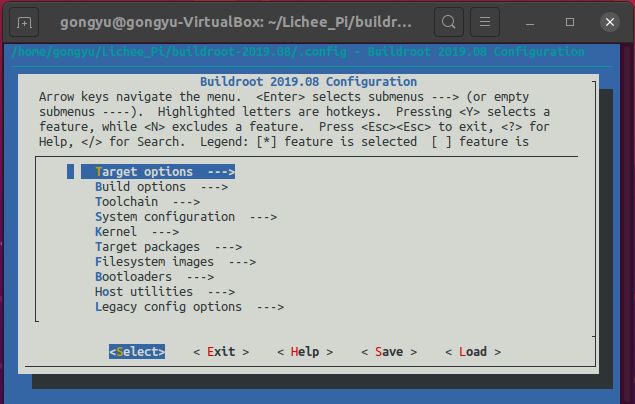 gongyu@gongyu-VirtualBox: ~/Lichee_Pi/buildr...
/home/gongyu/Lichee_Pi/buildroot-2019.08/.config - Buildroot 2019.08 Configuration
Buildroot 2019.08 Configuration
Arrow keys navigate the menu.  <Enter> selects submenus ---> (or empty
submenus ----).  Highlighted letters are hotkeys.  Pressing <Y> selects a
feature, while <N> excludes a feature.  Press <Esc><Esc> to exit, <?> for
Help, </> for Search.  Legend: [*] feature is selected  [ ] feature is
Target options  --->
Build options  --->
Toolchain  --->
System configuration  --->
Kernel  --->
Target packages  --->
Filesystem images  --->
Bootloaders  --->
Host utilities  --->
Legacy config options  --->
<Select>    < Exit >    < Help >    < Save >    < Load >